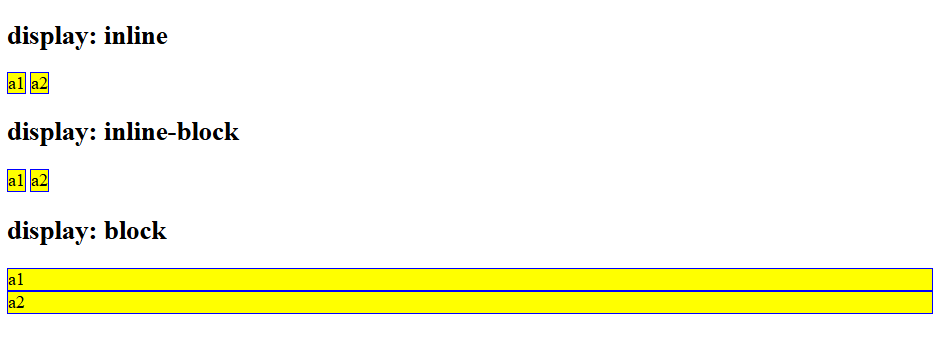 display: inline
a1 a2
display: inline-block
a1 a2
display: block
a1
a2